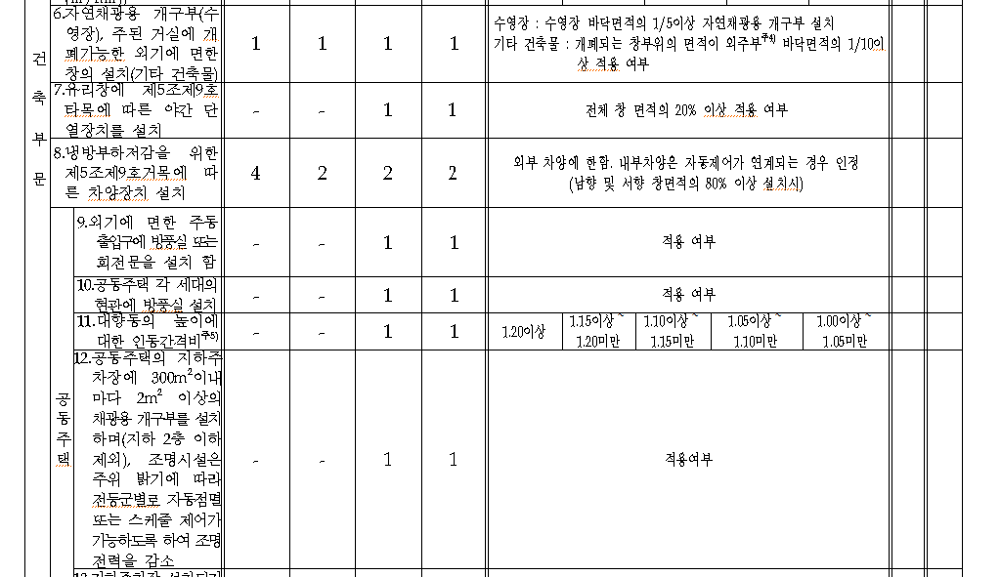 6.자연채광용 개구부(수
영장), 주된 거실에 개
폐가능한 외기에 면한
창의 설치(기타 건축물)
1 1 1 1
수영장 : 수영장 바닥면적의 1/5이상 자연채광용 개구부 설치
기타 건축물 : 개폐되는 창부위의 면적이 외주부주4) 바닥면적의 1/10이
상 적용 여부
건
축
부
문
7.유리창에 제5조제9호
타목에 따른 야간 단
열장치를 설치
- - 1 1
전체 창 면적의 20% 이상 적용 여부
8.냉방부하저감을 위한
제5조제9호거목에 따
른 차양장치 설치
4 2 2 2
외부 차양에 한함. 내부차양은 자동제어가 연계되는 경우 인정
(남향 및 서향 창면적의 80% 이상 설치시)
공
동
주
택
9.외기에 면한 주동
출입구에 방풍실 또는
회전문을 설치 함
- - 1 1
적용 여부
10.공동주택 각 세대의
현관에 방풍실 설치
- - 1 1
적용 여부
11.대향동의 높이에
대한 인동간격비주5)
- - 1 1
1.20이상
1.15이상~
1.20미만
1.10이상~
1.15미만
1.05이상~
1.10미만
1.00이상~
1.05미만
12.공동주택의 지하주
차장에 300m²이내
마다 2m² 이상의
채광용 개구부를 설치
하며(지하 2층 이하
제외), 조명시설은
주위 밝기에 따라
전등군별로 자동점멸
또는 스케줄 제어가
가능하도록 하여 조명
전력을 감소
- - 1 1
적용여부